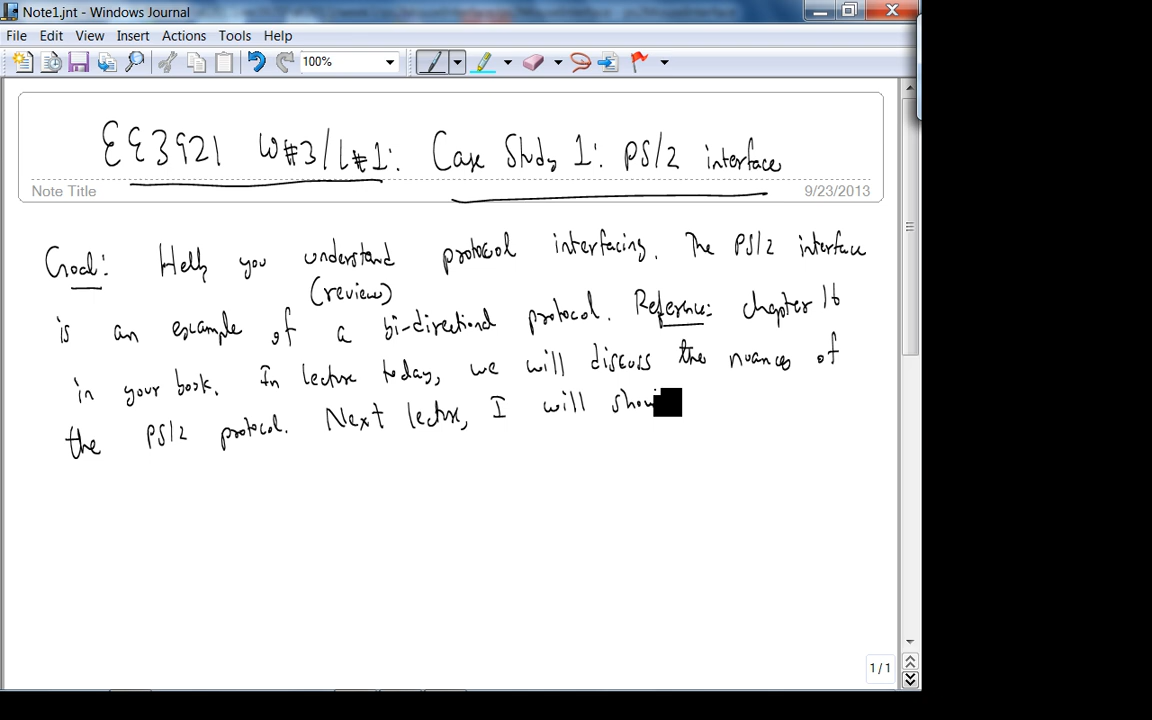 Note1.jnt - Windows Journal
File Edit View Insert Actions Tools Help
100%
EE3921 W#3/L#1: Case Study 1: PS/2 interface
Note Title 9/23/2013
Goal: Help you understand protocol interfacing. The PS/2 interface
(review)
is an example of a bi-directional protocol. Reference: chapter 16
in your book. In lecture today, we will discuss the nuances of
the PS/2 protocol. Next lecture, I will show
1/1